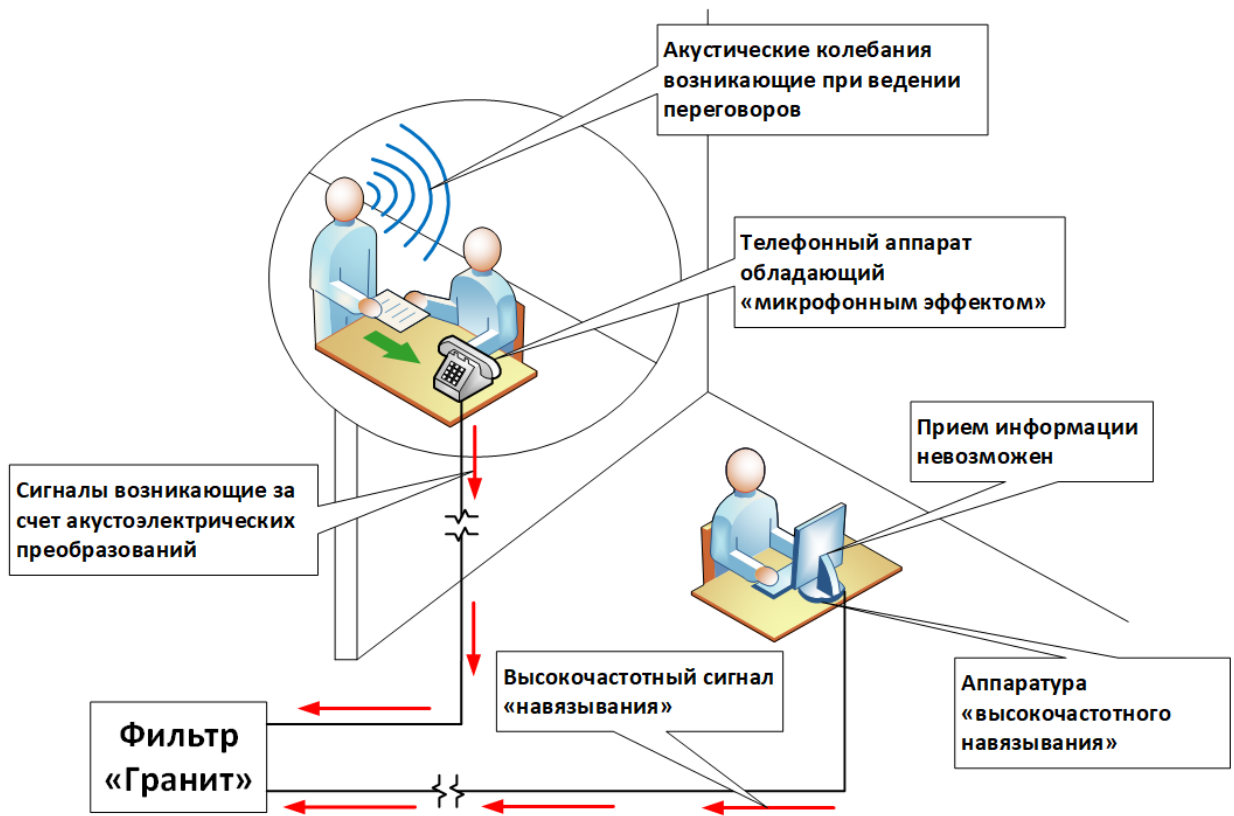 Акустические колебания
возникающие при ведении
переговоров
Телефонный аппарат
обладающий
«микрофонным эффектом»
Прием информации
невозможен
Сигналы возникающие за
счет акустоэлектрических
преобразований
Высокочастотный сигнал
«навязывания»
Аппаратура
«высокочастотного
навязывания»
Фильтр
«Гранит»